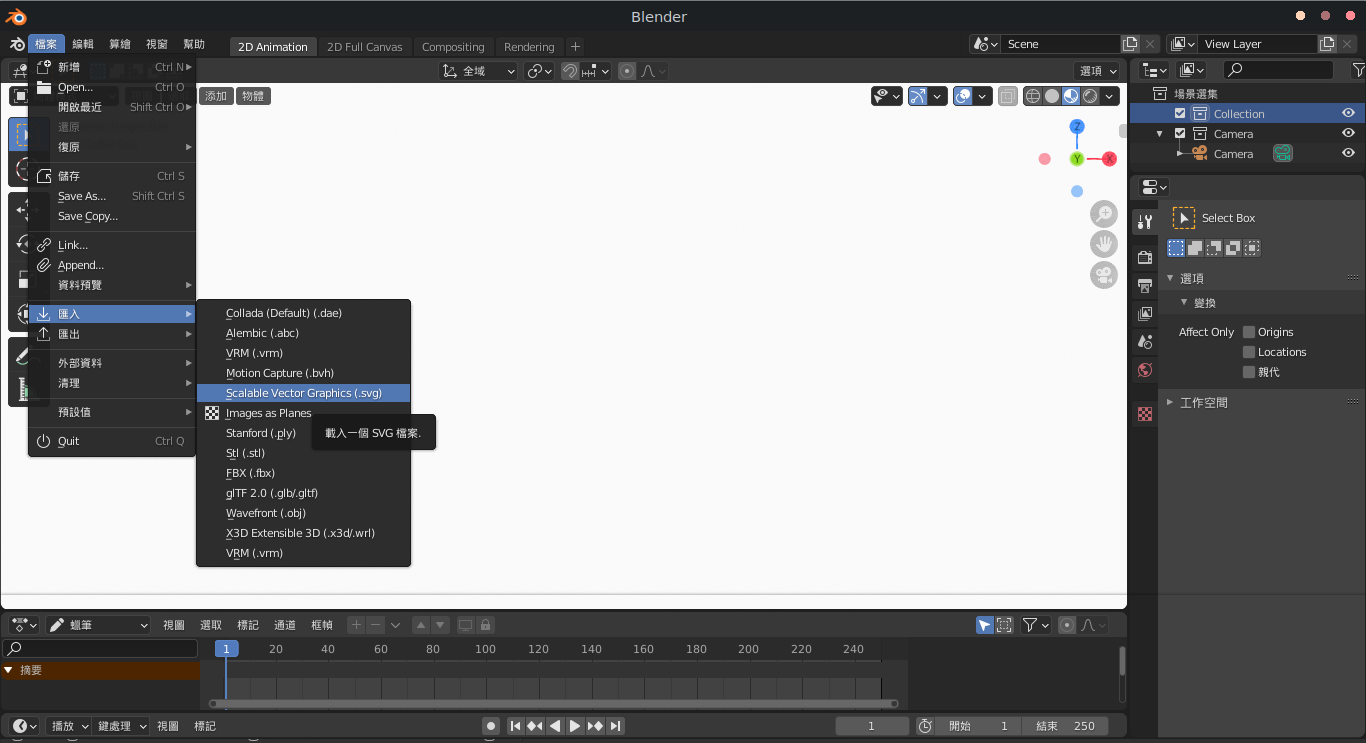 Blender
檔案 編輯 算繪 視窗 幫助 2D Animation 2D Full Canvas Compositing Rendering + Scene View Layer
全域 選項
添加 物體
新增 Ctrl N
Open... Ctrl O
開啟最近 Shift Ctrl O
還原
復原
儲存 Ctrl S
Save As... Shift Ctrl S
Save Copy...
Link...
Append...
資料預覽
匯入
匯出
外部資料
清理
預設值
Quit Ctrl Q
Collada (Default) (.dae)
Alembic (.abc)
VRM (.vrm)
Motion Capture (.bvh)
Scalable Vector Graphics (.svg)
Images as Planes
Stanford (.ply)
Stl (.stl)
FBX (.fbx)
glTF 2.0 (.glb/.gltf)
Wavefront (.obj)
X3D Extensible 3D (.x3d/.wrl)
VRM (.vrm)
載入一個 SVG 檔案.
Z
Y X
場景選集
Collection
Camera
Camera
Select Box
選項
變換
Affect Only Origins
Locations
親代
工作空間
蠟筆 視圖 選取 標記 通道 框幀
1 20 40 60 80 100 120 140 160 180 200 220 240
摘要
播放 鍵處理 視圖 標記 1 開始 1 結束 250